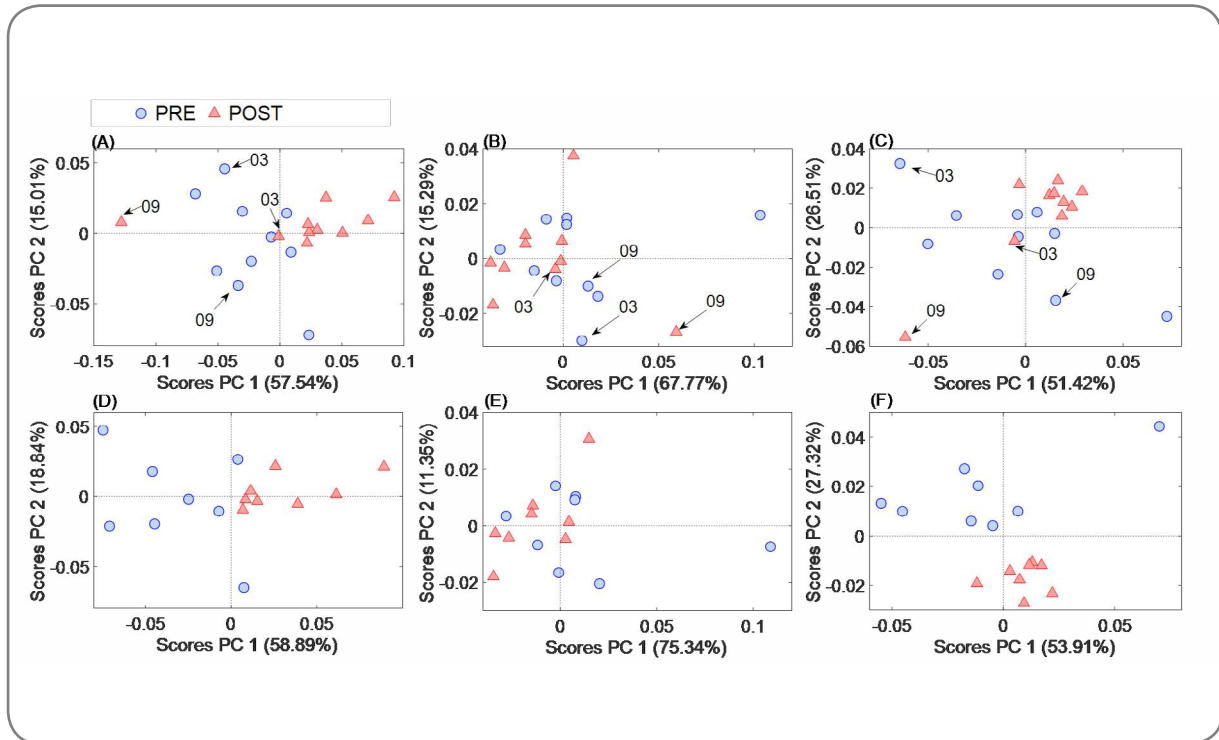 PRE POST
(A)
0.05
0
-0.05
-0.15 -0.1 -0.05 0 0.05 0.1
Scores PC 1 (57.54%)
Scores PC 2 (15.01%)
03
03
09
09
(B)
0.04
0.02
0
-0.02
0 0.05 0.1
Scores PC 1 (67.77%)
Scores PC 2 (15.29%)
09
03
03
09
(C)
0.04
0.02
0
-0.02
-0.04
-0.06
-0.05 0 0.05
Scores PC 1 (51.42%)
Scores PC 2 (26.51%)
03
03
09
09
(D)
0.05
0
-0.05
-0.05 0 0.05
Scores PC 1 (58.89%)
Scores PC 2 (18.84%)
(E)
0.04
0.02
0
-0.02
0 0.05 0.1
Scores PC 1 (75.34%)
Scores PC 2 (11.35%)
(F)
0.04
0.02
0
-0.02
-0.05 0 0.05
Scores PC 1 (53.91%)
Scores PC 2 (27.32%)